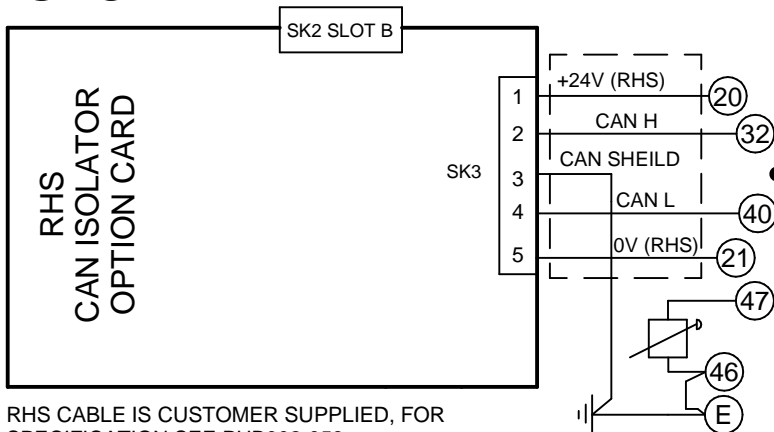 SK2 SLOT B
RHS
CAN ISOLATOR
OPTION CARD
SK3
1
+24V (RHS)
20
2
CAN H
32
3
CAN SHEILD
4
CAN L
40
5
0V (RHS)
21
47
46
E
RHS CABLE IS CUSTOMER SUPPLIED, FOR